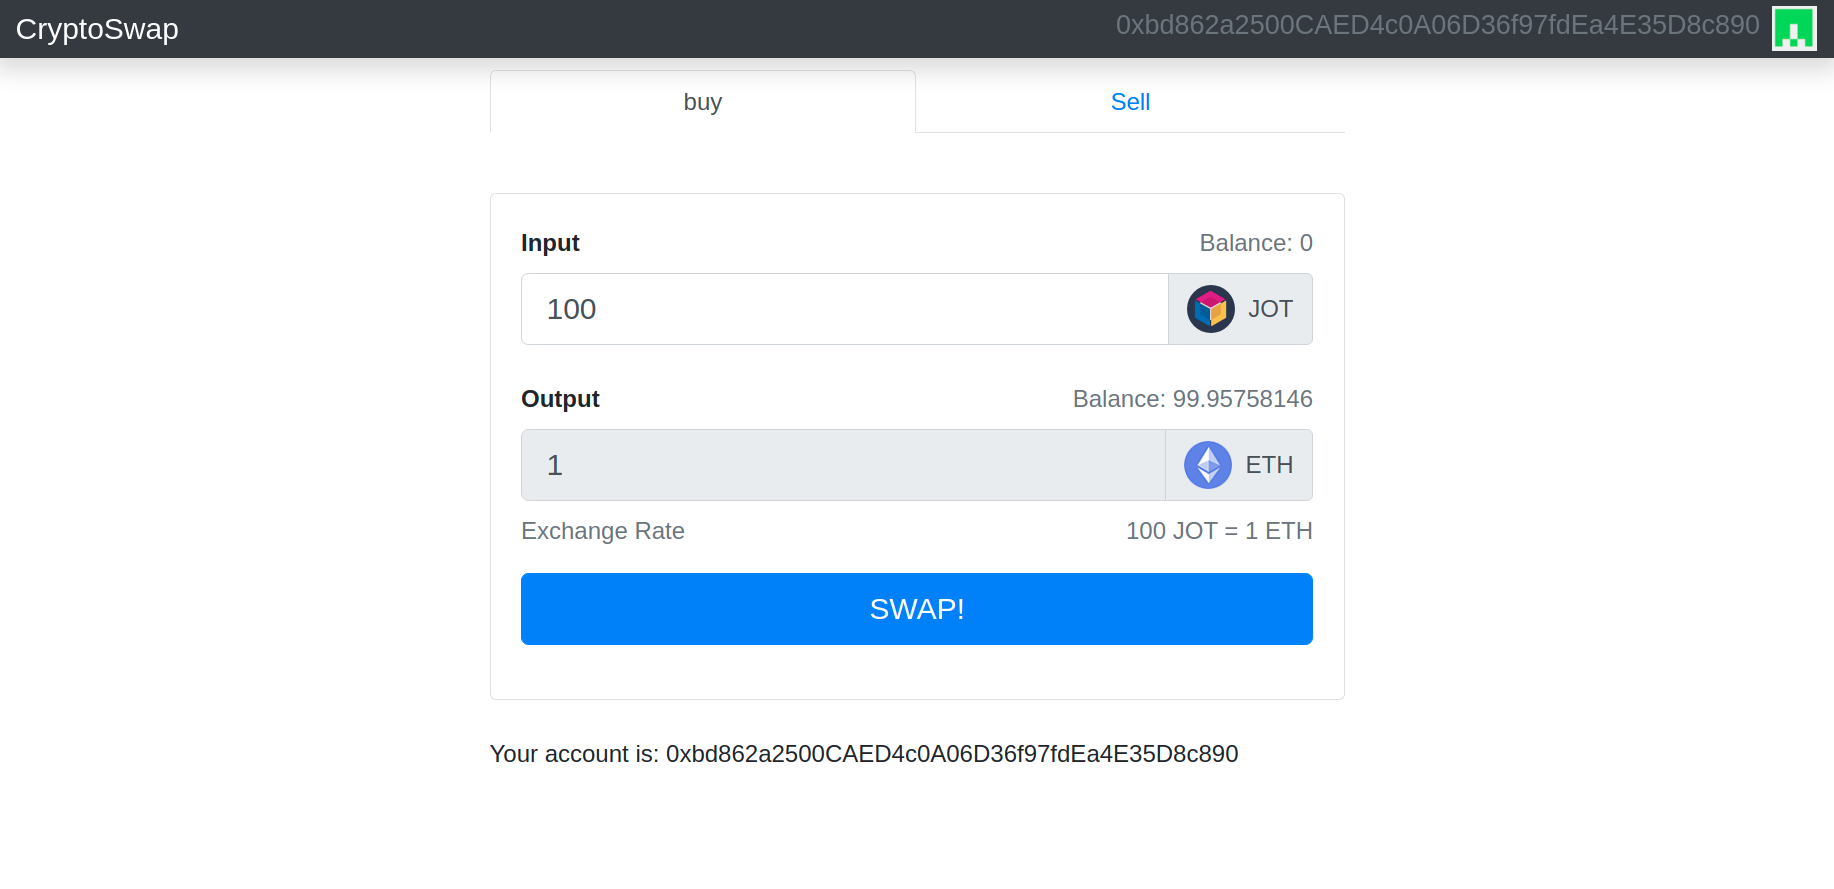 CryptoSwap
0xbd862a2500CAED4c0A06D36f97fdEa4E35D8c890
buy
Sell
Input
Balance: 0
100
JOT
Output
Balance: 99.95758146
1
ETH
Exchange Rate
100 JOT = 1 ETH
SWAP!
Your account is: 0xbd862a2500CAED4c0A06D36f97fdEa4E35D8c890